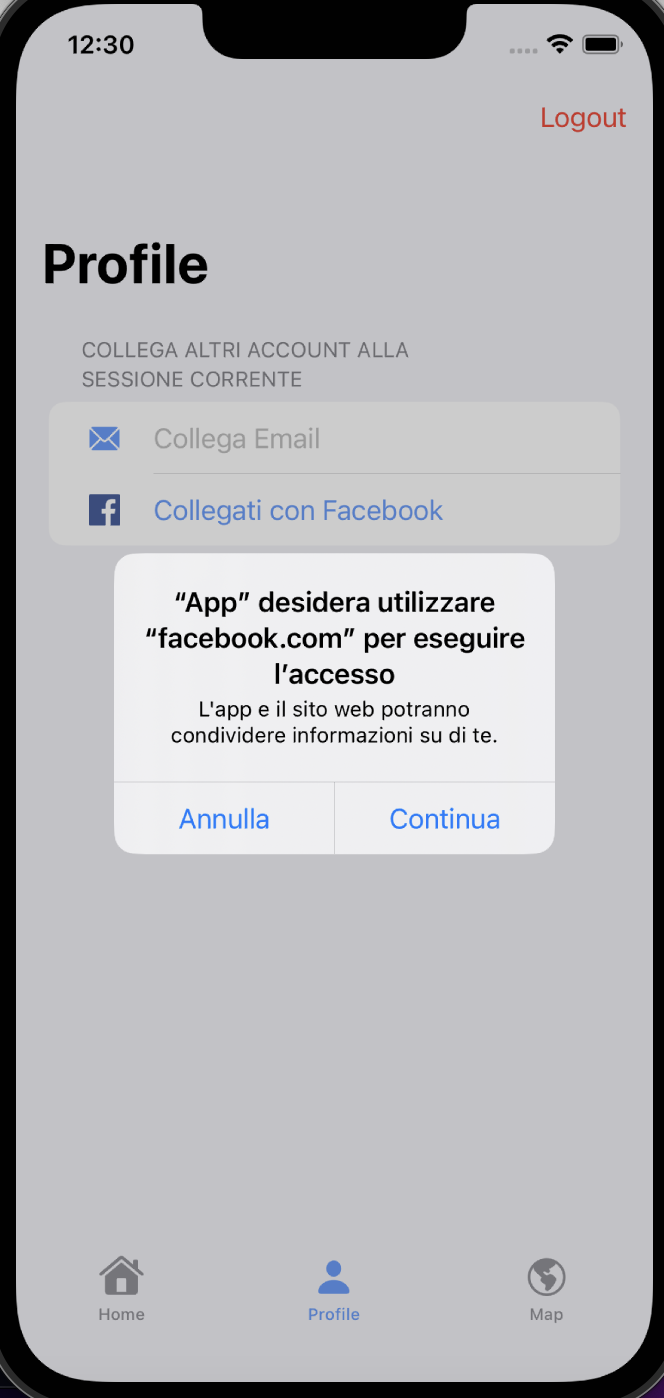 12:30
Logout
Profile
COLLEGA ALTRI ACCOUNT ALLA
SESSIONE CORRENTE
Collega Email
Collegati con Facebook
“App” desidera utilizzare
“facebook.com” per eseguire
l’accesso
L'app e il sito web potranno
condividere informazioni su di te.
Annulla
Continua
Home
Profile
Map